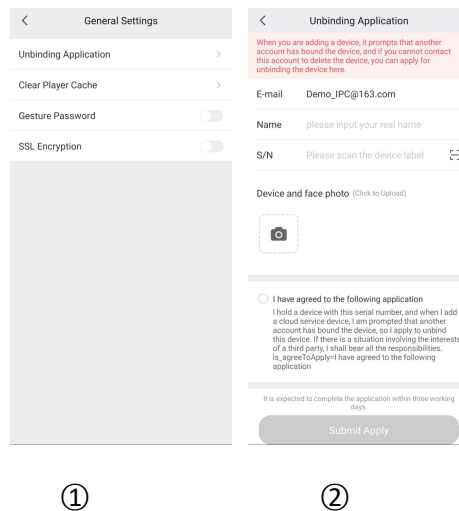 General Settings
Unbinding Application
Clear Player Cache
Gesture Password
SSL Encryption
①
Unbinding Application
When you are adding a device, it prompts that another
account has bound the device, and if you cannot contact
this account to delete the device, you can apply for
unbinding the device here.
E-mail Demo_IPC@163.com
Name please input your real name
S/N Please scan the device label
Device and face photo (Click to Upload)
I have agreed to the following application
I hold a device with this serial number, and when I add
a cloud service device, I am prompted that another
account has bound the device, so I apply to unbind
this device. If there is a situation involving the interests
of a third party, I shall bear all the responsibilities.
Is_agreeToApply=I have agreed to the following
application
It is expected to complete the application within three working
days.
Submit Apply
②